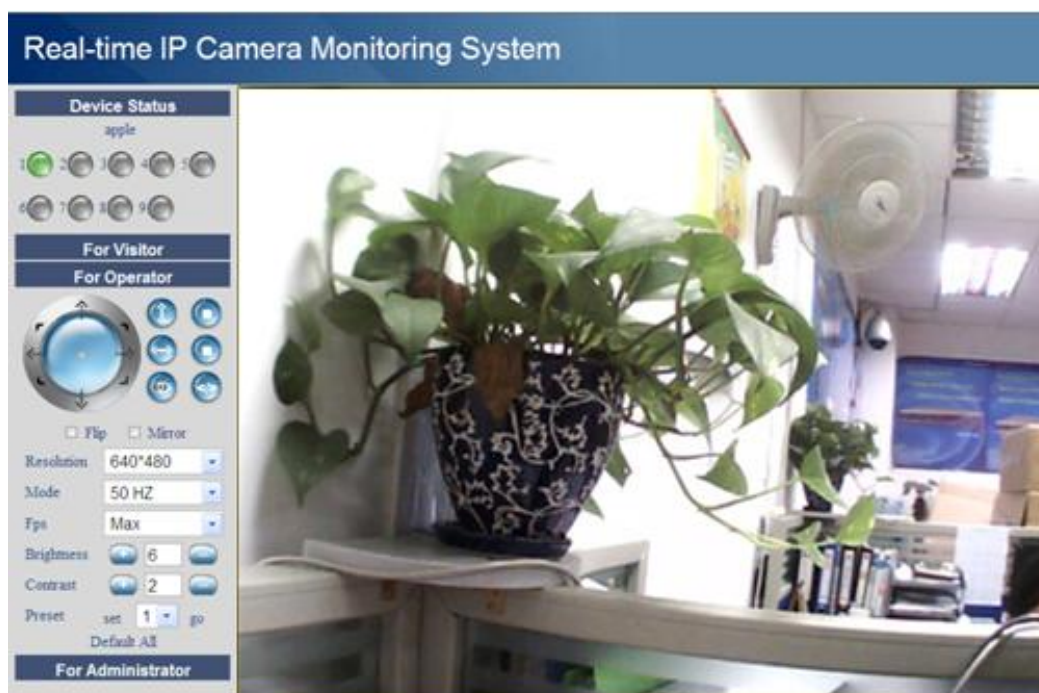 Real-time IP Camera Monitoring System
Device Status
apple
1 2 3 4 5
6 7 8 9
For Visitor
For Operator
Flip Mirror
Resolution 640*480
Mode 50 HZ
Fps Max
Brightness 6
Contrast 2
Preset set 1 go
Default All
For Administrator